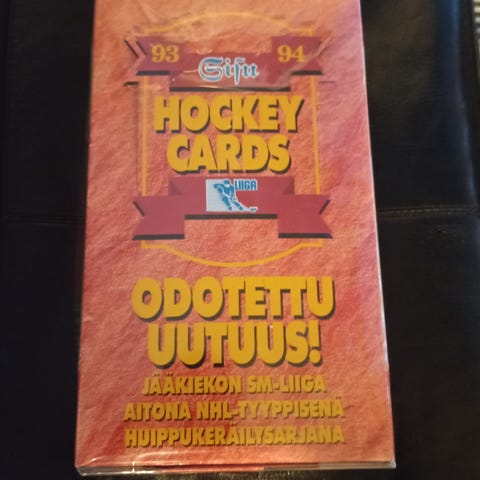 93 94
Sisu
HOCKEY
CARDS
LIIGA
ODOTETTU
UUTUUS!
JÄÄKIEKON SM-LIIGA
AITONA NHL-TYYPPISENÄ
HUIPPUKERÄILYSARJANA